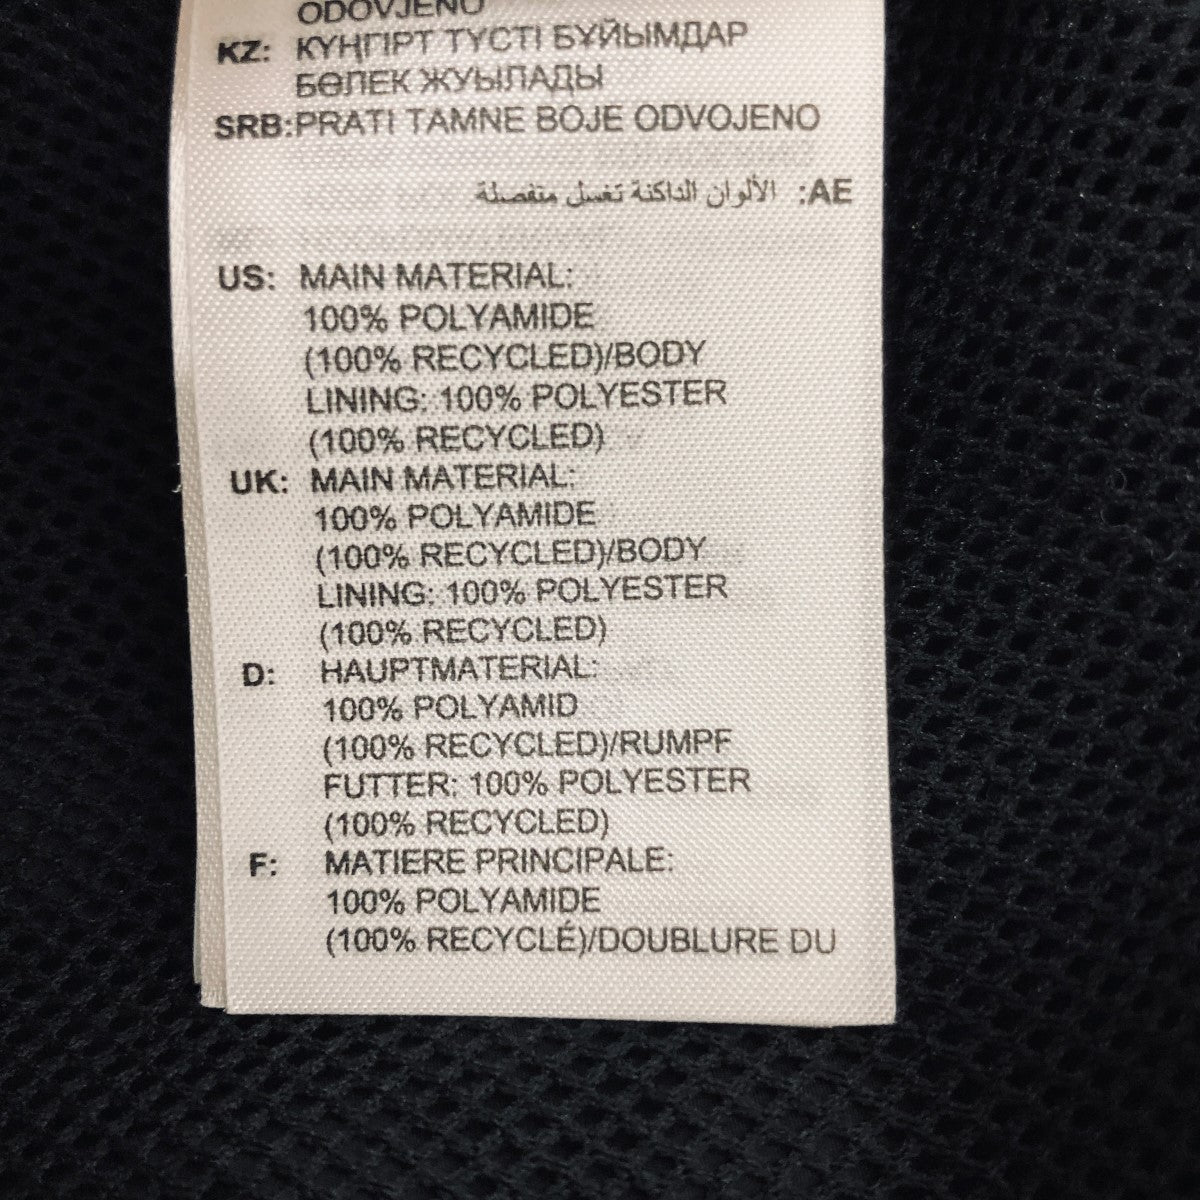 ODOVJENO
KZ: КҮҢГІРТ ТҮСТІ БҰЙЫМДАР
БӨЛЕК ЖУЫЛАДЫ
SRB:PRATI TAMNE BOJE ODVOJENO
AE: الألوان الداكنة تغسل متفصلة
US: MAIN MATERIAL:
100% POLYAMIDE
(100% RECYCLED)/BODY
LINING: 100% POLYESTER
(100% RECYCLED)
UK: MAIN MATERIAL:
100% POLYAMIDE
(100% RECYCLED)/BODY
LINING: 100% POLYESTER
(100% RECYCLED)
D: HAUPTMATERIAL:
100% POLYAMID
(100% RECYCLED)/RUMPF
FUTTER: 100% POLYESTER
(100% RECYCLED)
F: MATIERE PRINCIPALE:
100% POLYAMIDE
(100% RECYCLÉ)/DOUBLURE DU